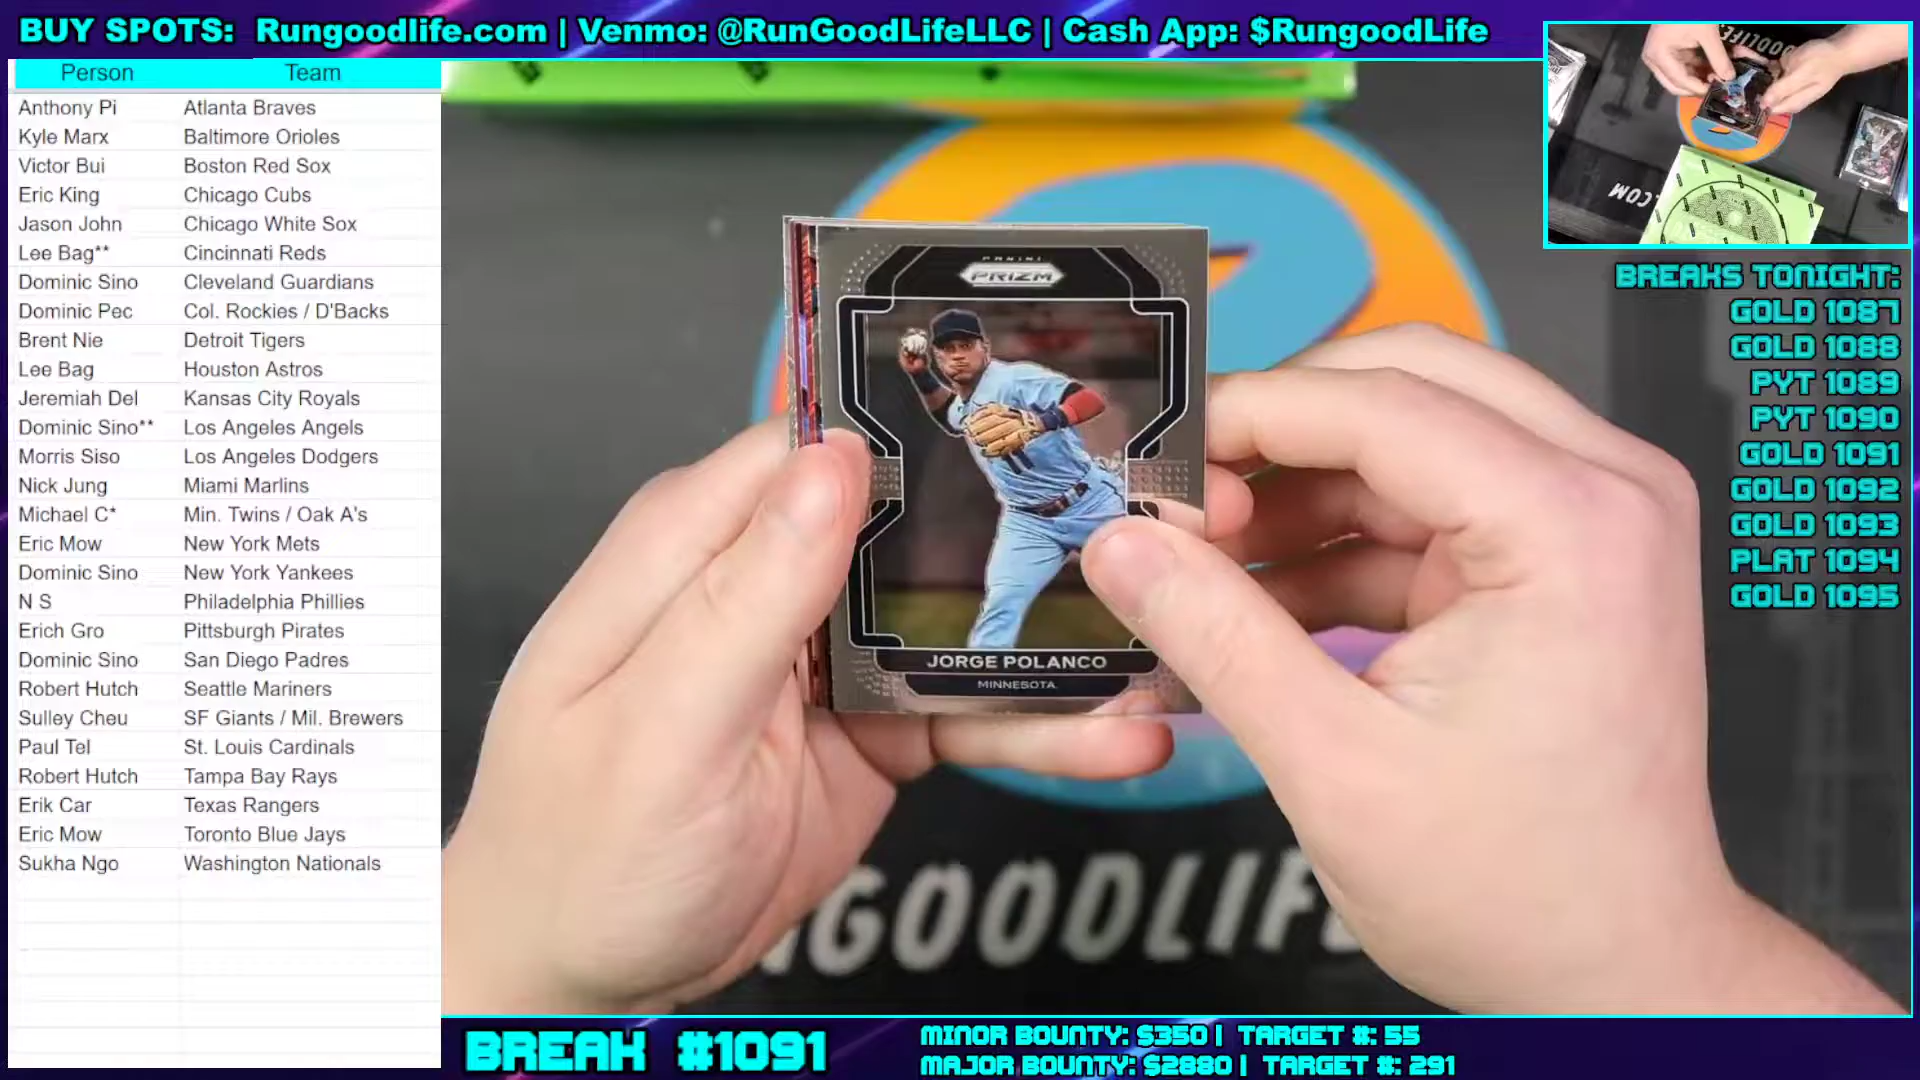 BUY SPOTS: Rungoodlife.com | Venmo: @RunGoodLifeLLC | Cash App: $RungoodLife
Person Team
Anthony Pi Atlanta Braves
Kyle Marx Baltimore Orioles
Victor Bui Boston Red Sox
Eric King Chicago Cubs
Jason John Chicago White Sox
Lee Bag** Cincinnati Reds
Dominic Sino Cleveland Guardians
Dominic Pec Col. Rockies / D'Backs
Brent Nie Detroit Tigers
Lee Bag Houston Astros
Jeremiah Del Kansas City Royals
Dominic Sino** Los Angeles Angels
Morris Siso Los Angeles Dodgers
Nick Jung Miami Marlins
Michael C* Min. Twins / Oak A's
Eric Mow New York Mets
Dominic Sino New York Yankees
N S Philadelphia Phillies
Erich Gro Pittsburgh Pirates
Dominic Sino San Diego Padres
Robert Hutch Seattle Mariners
Sulley Cheu SF Giants / Mil. Brewers
Paul Tel St. Louis Cardinals
Robert Hutch Tampa Bay Rays
Erik Car Texas Rangers
Eric Mow Toronto Blue Jays
Sukha Ngo Washington Nationals
PANINI
PRIZM
11
JORGE POLANCO
MINNESOTA
GOODLIFE
GOODLIFE
.COM
BREAKS TONIGHT:
GOLD 1087
GOLD 1088
PYT 1089
PYT 1090
GOLD 1091
GOLD 1092
GOLD 1093
PLAT 1094
GOLD 1095
BREAK #1091
MINOR BOUNTY: $350 | TARGET #: 55
MAJOR BOUNTY: $2880 | TARGET #: 291